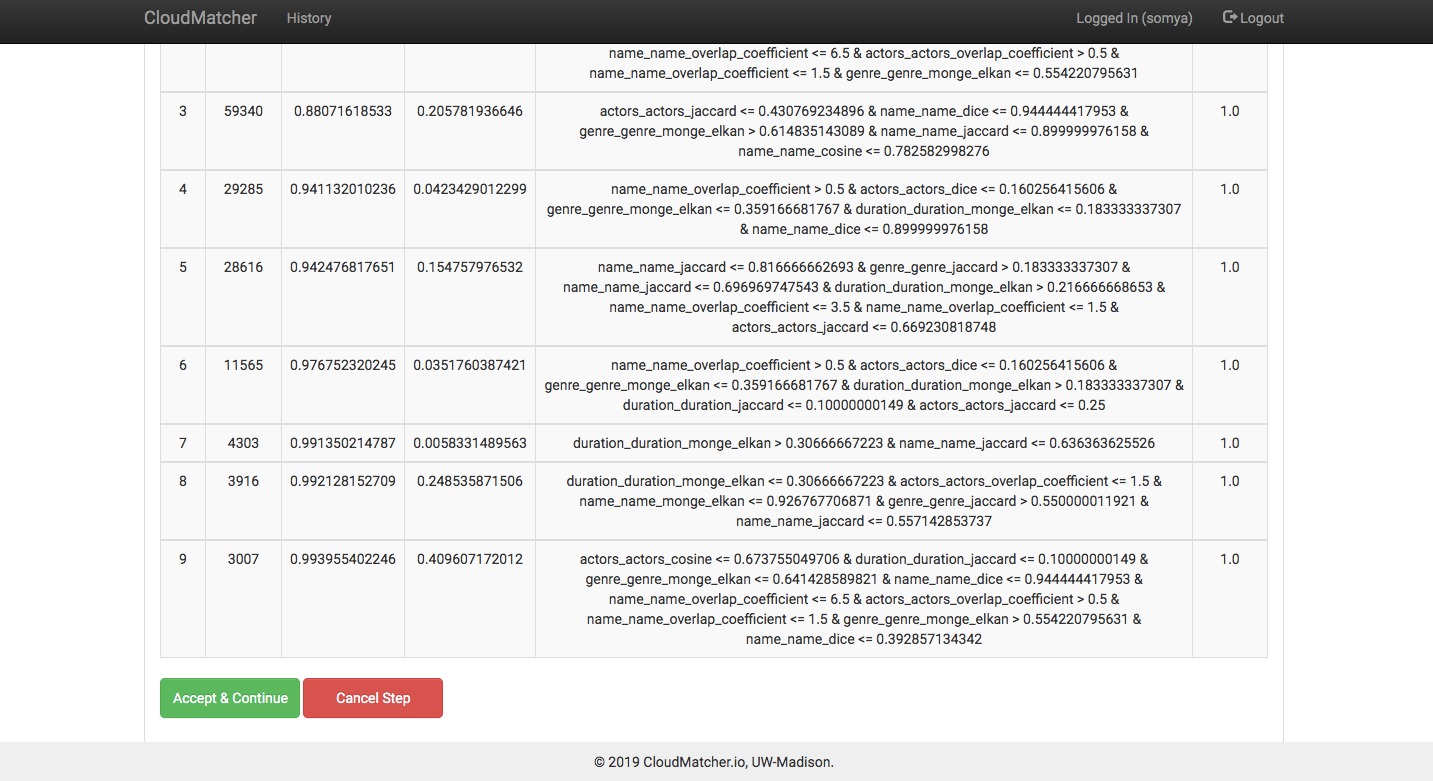 CloudMatcher History Logged In (somya) Logout
name_name_overlap_coefficient <= 6.5 & actors_actors_overlap_coefficient > 0.5 &
name_name_overlap_coefficient <= 1.5 & genre_genre_monge_elkan <= 0.554220795631
3 59340 0.88071618533 0.205781936646 actors_actors_jaccard <= 0.430769234896 & name_name_dice <= 0.944444417953 & 1.0
genre_genre_monge_elkan > 0.614835143089 & name_name_jaccard <= 0.899999976158 &
name_name_cosine <= 0.782582998276
4 29285 0.941132010236 0.0423429012299 name_name_overlap_coefficient > 0.5 & actors_actors_dice <= 0.160256415606 & 1.0
genre_genre_monge_elkan <= 0.359166681767 & duration_duration_monge_elkan <= 0.183333337307
& name_name_dice <= 0.899999976158
5 28616 0.942476817651 0.154757976532 name_name_jaccard <= 0.816666662693 & genre_genre_jaccard > 0.183333337307 & 1.0
name_name_jaccard <= 0.696969747543 & duration_duration_monge_elkan > 0.216666668653 &
name_name_overlap_coefficient <= 3.5 & name_name_overlap_coefficient <= 1.5 &
actors_actors_jaccard <= 0.669230818748
6 11565 0.976752320245 0.0351760387421 name_name_overlap_coefficient > 0.5 & actors_actors_dice <= 0.160256415606 & 1.0
genre_genre_monge_elkan <= 0.359166681767 & duration_duration_monge_elkan > 0.183333337307 &
duration_duration_jaccard <= 0.10000000149 & actors_actors_jaccard <= 0.25
7 4303 0.991350214787 0.0058331489563 duration_duration_monge_elkan > 0.30666667223 & name_name_jaccard <= 0.636363625526 1.0
8 3916 0.992128152709 0.248535871506 duration_duration_monge_elkan <= 0.30666667223 & actors_actors_overlap_coefficient <= 1.5 & 1.0
name_name_monge_elkan <= 0.926767706871 & genre_genre_jaccard > 0.550000011921 &
name_name_jaccard <= 0.557142853737
9 3007 0.993955402246 0.409607172012 actors_actors_cosine <= 0.673755049706 & duration_duration_jaccard <= 0.10000000149 & 1.0
genre_genre_monge_elkan <= 0.641428589821 & name_name_dice <= 0.944444417953 &
name_name_overlap_coefficient <= 6.5 & actors_actors_overlap_coefficient > 0.5 &
name_name_overlap_coefficient <= 1.5 & genre_genre_monge_elkan > 0.554220795631 &
name_name_dice <= 0.392857134342
Accept & Continue Cancel Step
© 2019 CloudMatcher.io, UW-Madison.